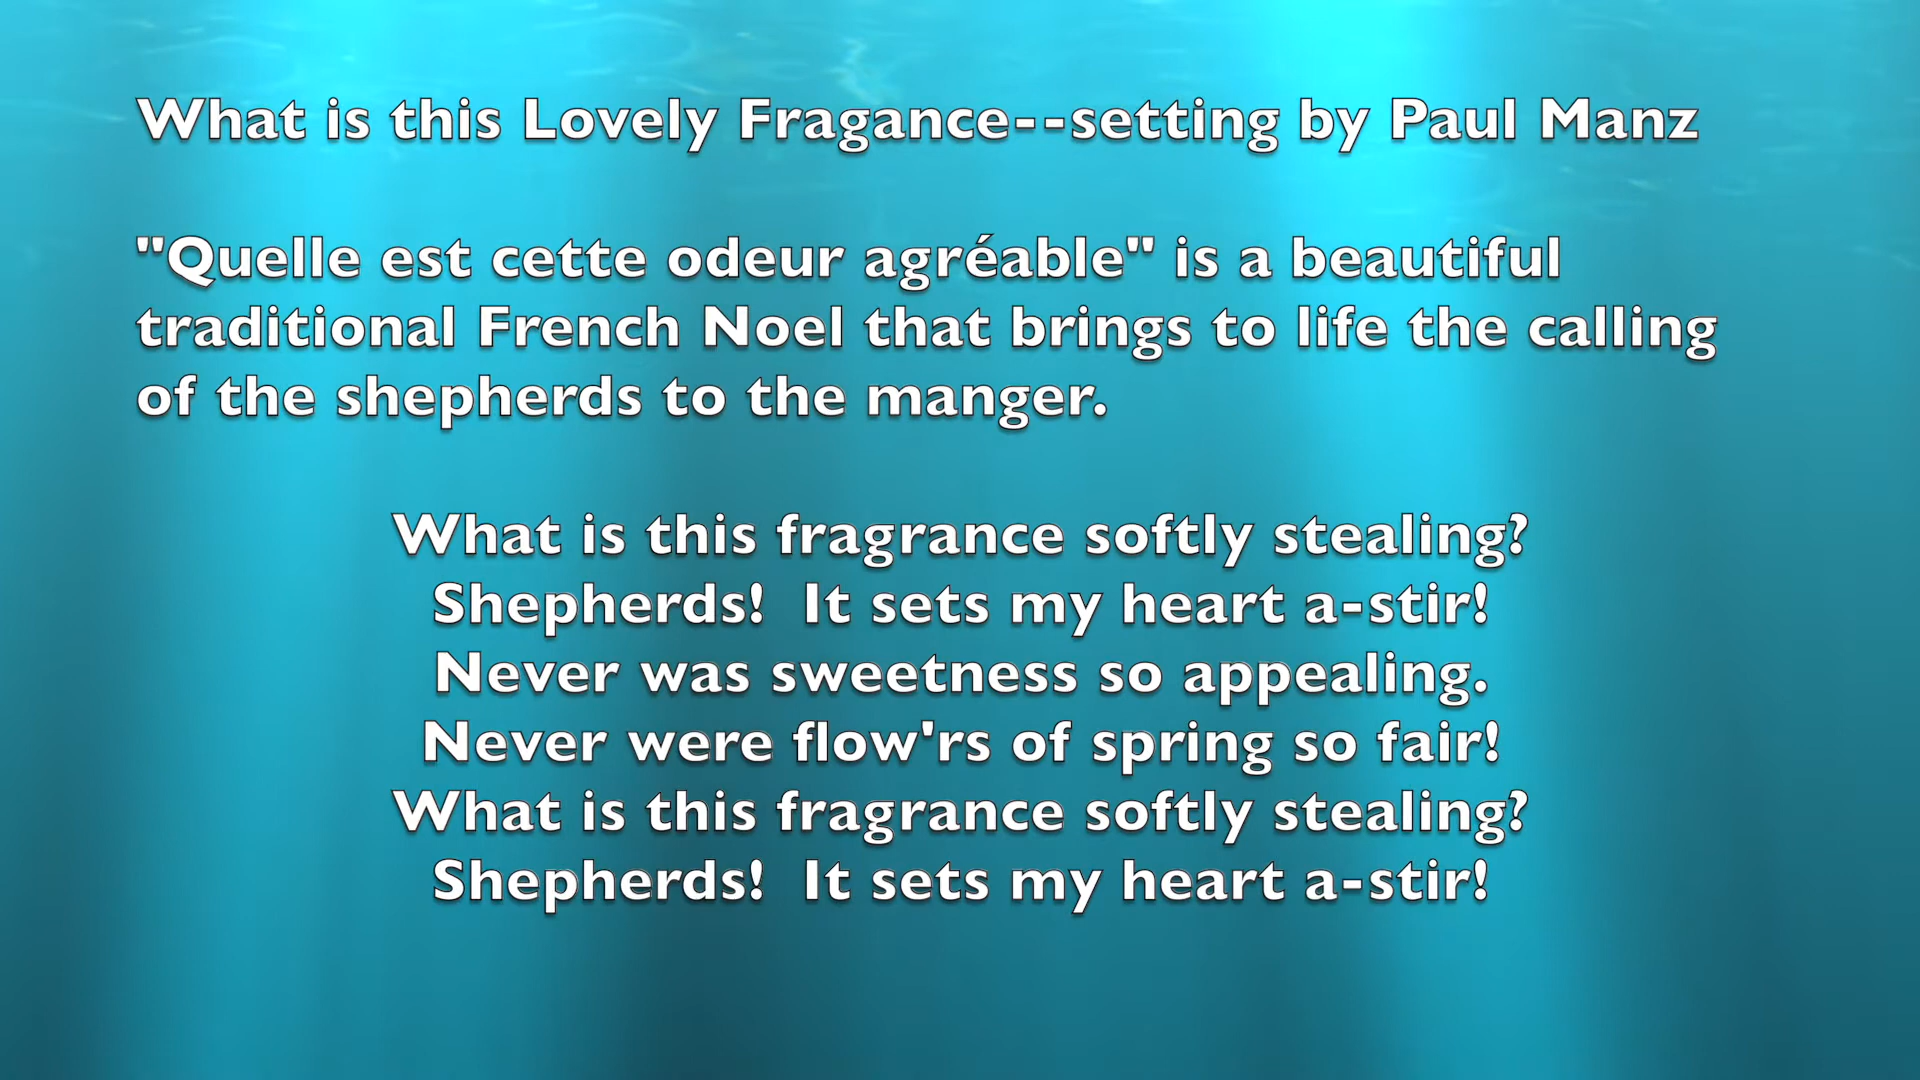 What is this Lovely Fragance--setting by Paul Manz
"Quelle est cette odeur agréable" is a beautiful
traditional French Noel that brings to life the calling
of the shepherds to the manger.
What is this fragrance softly stealing?
Shepherds!  It sets my heart a-stir!
Never was sweetness so appealing.
Never were flow'rs of spring so fair!
What is this fragrance softly stealing?
Shepherds!  It sets my heart a-stir!